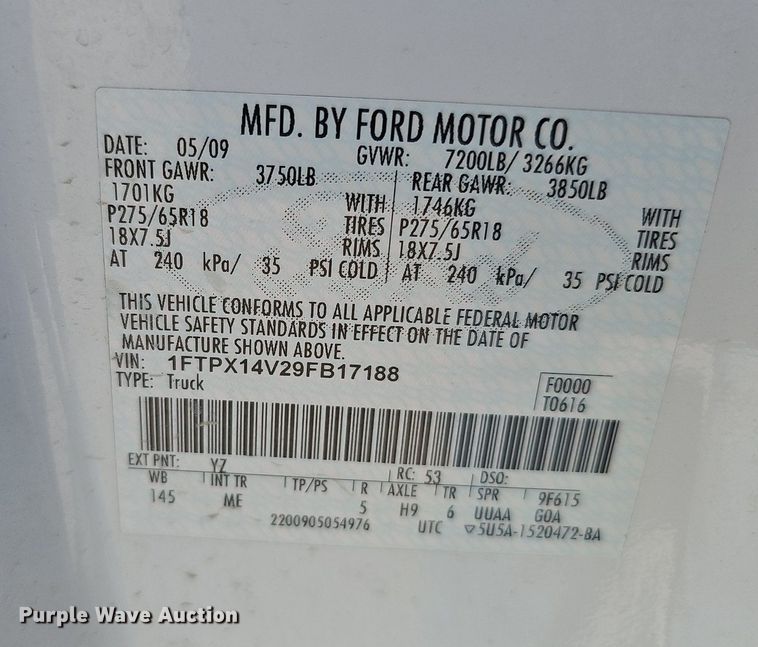 MFD. BY FORD MOTOR CO.
DATE: 05/09 GVWR: 7200LB/ 3266KG
FRONT GAWR: 3750LB REAR GAWR: 3850LB
1701KG WITH 1746KG WITH
P275/65R18 TIRES P275/65R18 TIRES
18X7.5J RIMS 18X7.5J RIMS
AT 240 kPa/ 35 PSI COLD AT 240 kPa/ 35 PSI COLD
THIS VEHICLE CONFORMS TO ALL APPLICABLE FEDERAL MOTOR
VEHICLE SAFETY STANDARDS IN EFFECT ON THE DATE OF
MANUFACTURE SHOWN ABOVE.
VIN: 1FTPX14V29FB17188
TYPE: Truck F0000
T0616
EXT PNT: YZ RC: 53 DSO:
WB INT TR TP/PS R AXLE TR SPR 9F615
145 ME 5 H9 6 UUAA GOA
2200905054976 UTC ▽5U5A-1520472-BA
Purple Wave Auction